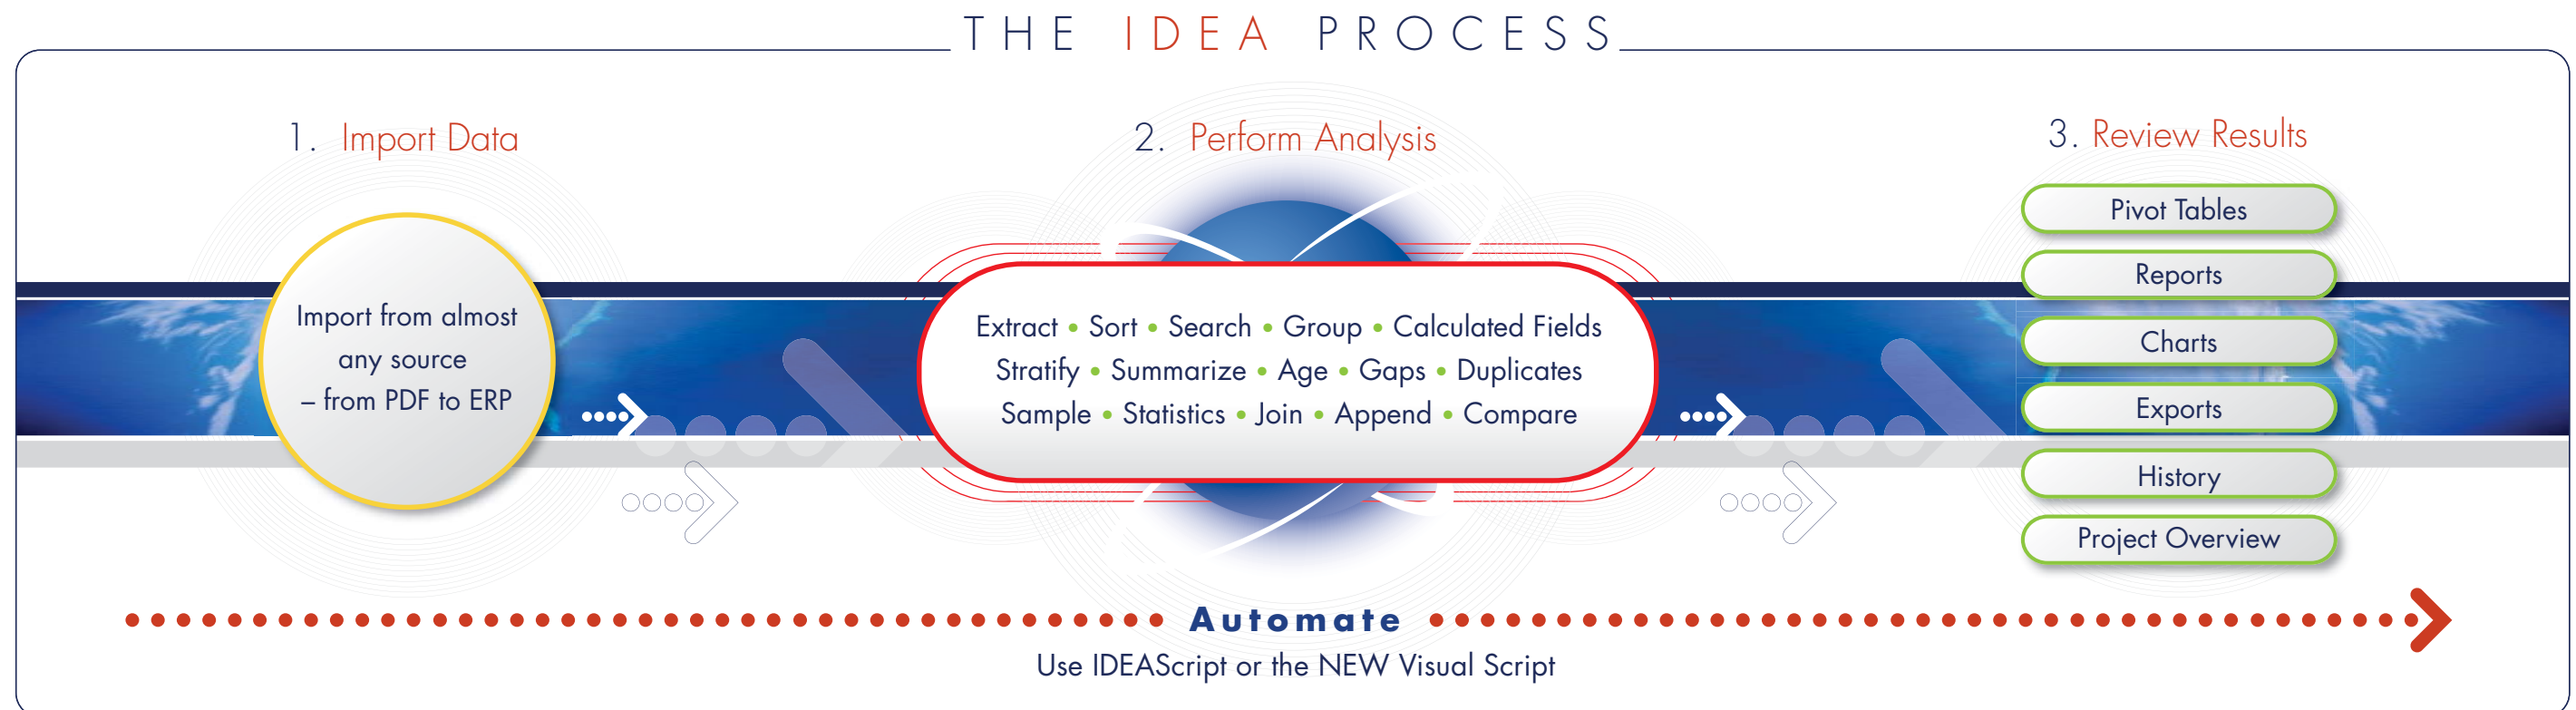 THE IDEA PROCESS
1. Import Data
Import from almost
any source
– from PDF to ERP
2. Perform Analysis
Extract • Sort • Search • Group • Calculated Fields
Stratify • Summarize • Age • Gaps • Duplicates
Sample • Statistics • Join • Append • Compare
3. Review Results
Pivot Tables
Reports
Charts
Exports
History
Project Overview
Automate
Use IDEAScript or the NEW Visual Script